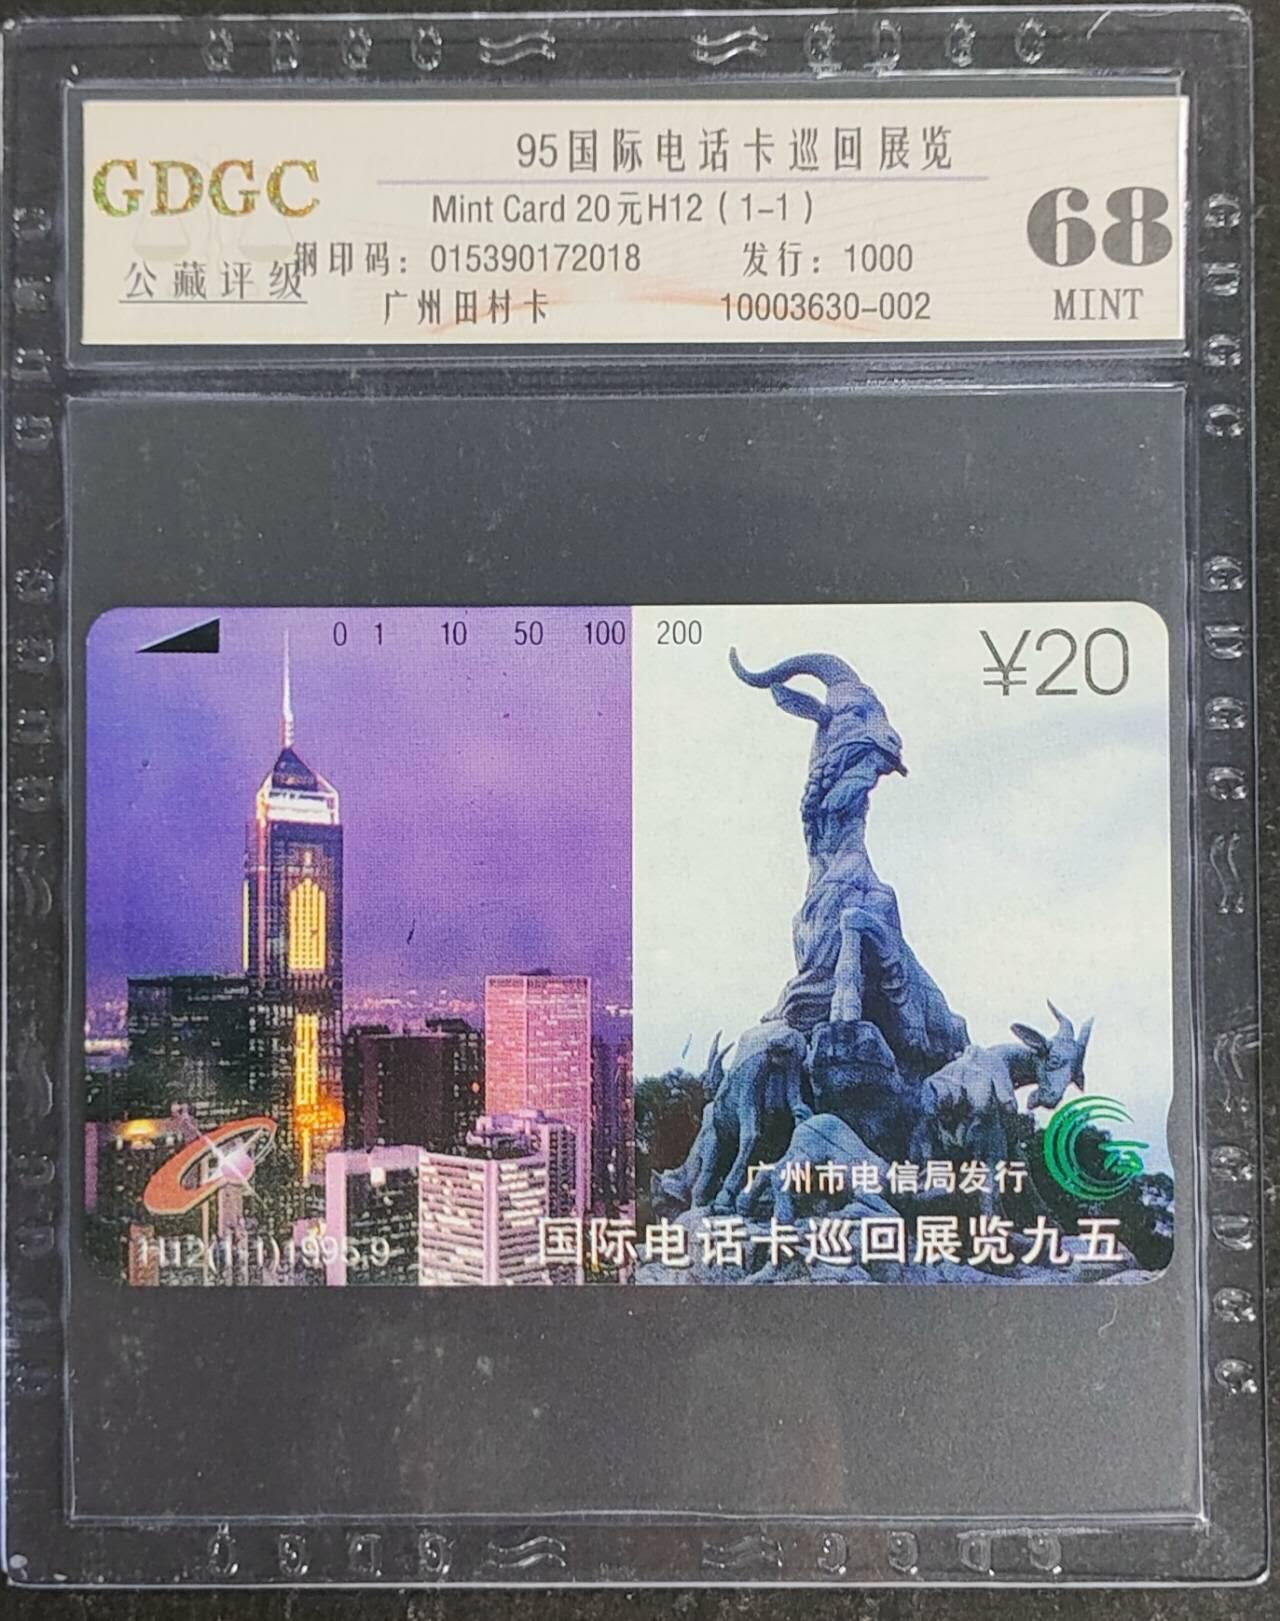 GDGC
公藏评级
95国际电话卡巡回展览
Mint Card 20元H12（1-1）
钢印码：015390172018 发行：1000
广州田村卡 10003630-002
68
MINT
0 1 10 50 100 200
¥20
广州市电信局发行
H12(1-1)1995.9
国际电话卡巡回展览九五